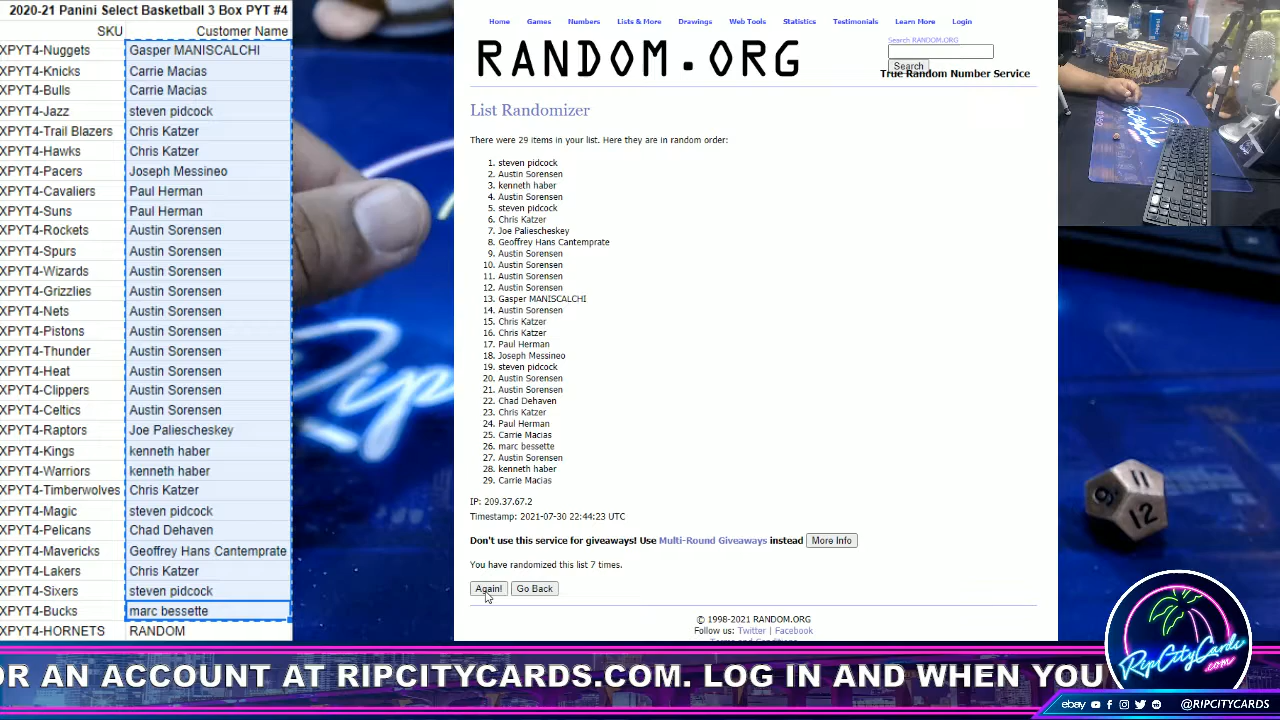 2020-21 Panini Select Basketball 3 Box PYT #4
SKU Customer Name
XPYT4-Nuggets Gasper MANISCALCHI
XPYT4-Knicks Carrie Macias
XPYT4-Bulls Carrie Macias
XPYT4-Jazz steven pidcock
XPYT4-Trail Blazers Chris Katzer
XPYT4-Hawks Chris Katzer
XPYT4-Pacers Joseph Messineo
XPYT4-Cavaliers Paul Herman
XPYT4-Suns Paul Herman
XPYT4-Rockets Austin Sorensen
XPYT4-Spurs Austin Sorensen
XPYT4-Wizards Austin Sorensen
XPYT4-Grizzlies Austin Sorensen
XPYT4-Nets Austin Sorensen
XPYT4-Pistons Austin Sorensen
XPYT4-Thunder Austin Sorensen
XPYT4-Heat Austin Sorensen
XPYT4-Clippers Austin Sorensen
XPYT4-Celtics Austin Sorensen
XPYT4-Raptors Joe Paliescheskey
XPYT4-Kings kenneth haber
XPYT4-Warriors kenneth haber
XPYT4-Timberwolves Chris Katzer
XPYT4-Magic steven pidcock
XPYT4-Pelicans Chad Dehaven
XPYT4-Mavericks Geoffrey Hans Cantemprate
XPYT4-Lakers Chris Katzer
XPYT4-Sixers steven pidcock
XPYT4-Bucks marc bessette
YT4-HORNETS RANDOM
Home Games Numbers Lists & More Drawings Web Tools Statistics Testimonials Learn More Login
RANDOM.ORG
Search RANDOM.ORG
Search
True Random Number Service
List Randomizer
There were 29 items in your list. Here they are in random order:
1. steven pidcock
2. Austin Sorensen
3. kenneth haber
4. Austin Sorensen
5. steven pidcock
6. Chris Katzer
7. Joe Paliescheskey
8. Geoffrey Hans Cantemprate
9. Austin Sorensen
10. Austin Sorensen
11. Austin Sorensen
12. Austin Sorensen
13. Gasper MANISCALCHI
14. Austin Sorensen
15. Chris Katzer
16. Chris Katzer
17. Paul Herman
18. Joseph Messineo
19. steven pidcock
20. Austin Sorensen
21. Austin Sorensen
22. Chad Dehaven
23. Chris Katzer
24. Paul Herman
25. Carrie Macias
26. marc bessette
27. Austin Sorensen
28. kenneth haber
29. Carrie Macias
IP: 209.37.67.2
Timestamp: 2021-07-30 22:44:23 UTC
Don't use this service for giveaways! Use Multi-Round Giveaways instead More Info
You have randomized this list 7 times.
Again! Go Back
© 1998-2021 RANDOM.ORG
Follow us: Twitter | Facebook
Terms and Conditions
Rip
9
11
12
RipCityCards
.com
OR AN ACCOUNT AT RIPCITYCARDS.COM. LOG IN AND WHEN YOU
ebay @RIPCITYCARDS